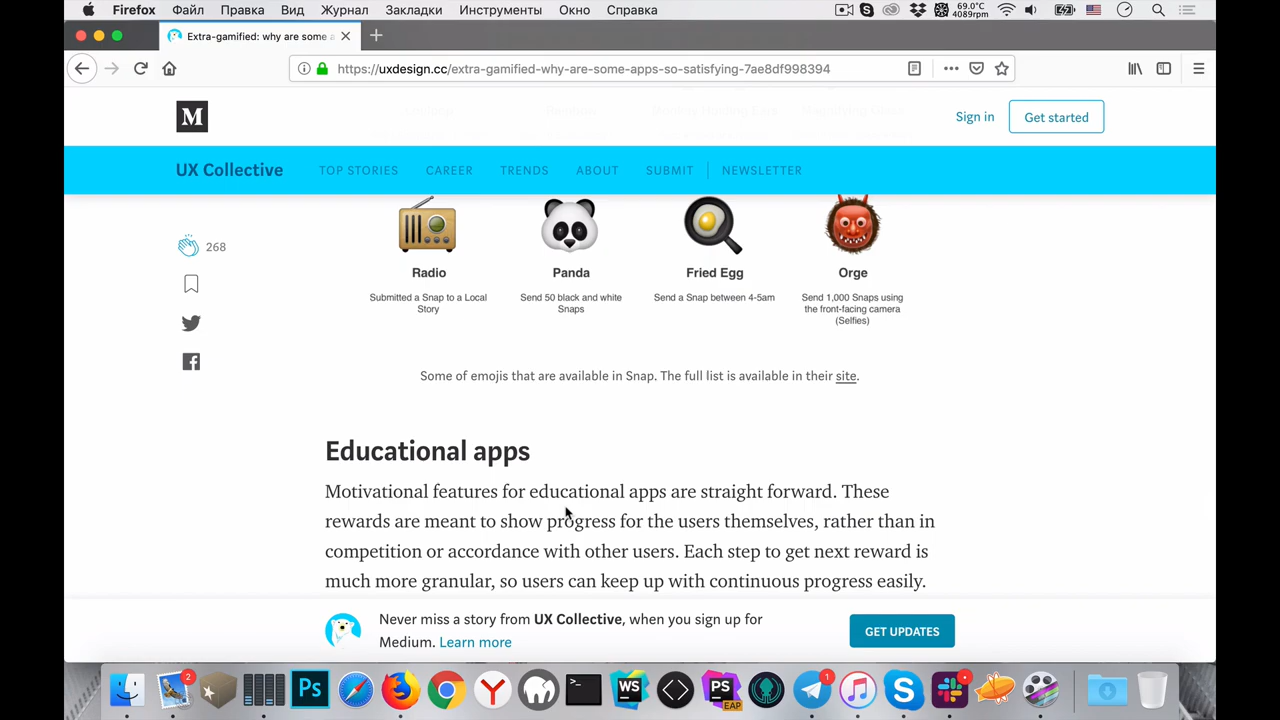 Firefox Файл Правка Вид Журнал Закладки Инструменты Окно Справка 69.0°C
4089rpm
Extra-gamified: why are some a
https://uxdesign.cc/extra-gamified-why-are-some-apps-so-satisfying-7ae8df998394
M Sign in Get started
UX Collective TOP STORIES CAREER TRENDS ABOUT SUBMIT NEWSLETTER
268
Radio Panda Fried Egg Orge
Submitted a Snap to a Local Story
Send 50 black and white Snaps
Send a Snap between 4-5am
Send 1,000 Snaps using the front-facing camera (Selfies)
Some of emojis that are available in Snap. The full list is available in their site.
Educational apps
Motivational features for educational apps are straight forward. These
rewards are meant to show progress for the users themselves, rather than in
competition or accordance with other users. Each step to get next reward is
much more granular, so users can keep up with continuous progress easily.
Never miss a story from UX Collective, when you sign up for
Medium. Learn more
GET UPDATES
2 Ps WS PS EAP 1